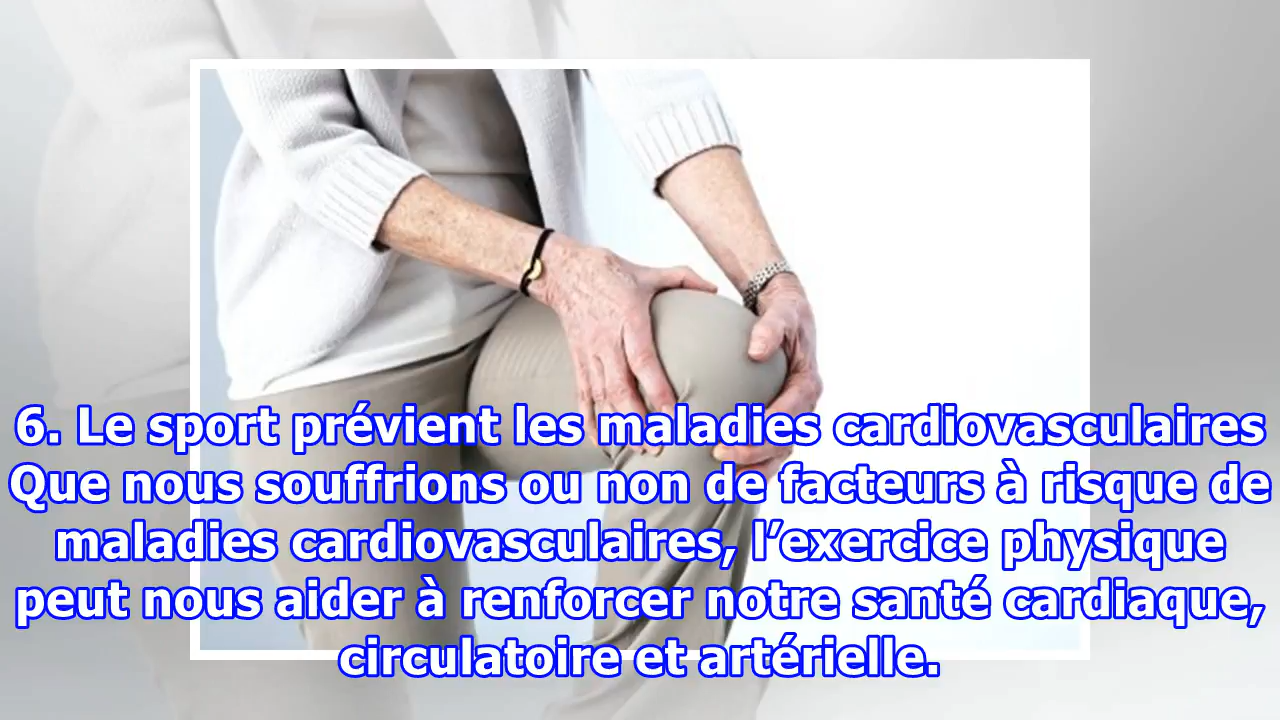 6. Le sport prévient les maladies cardiovasculaires
Que nous souffrions ou non de facteurs à risque de
maladies cardiovasculaires, l’exercice physique
peut nous aider à renforcer notre santé cardiaque,
circulatoire et artérielle.